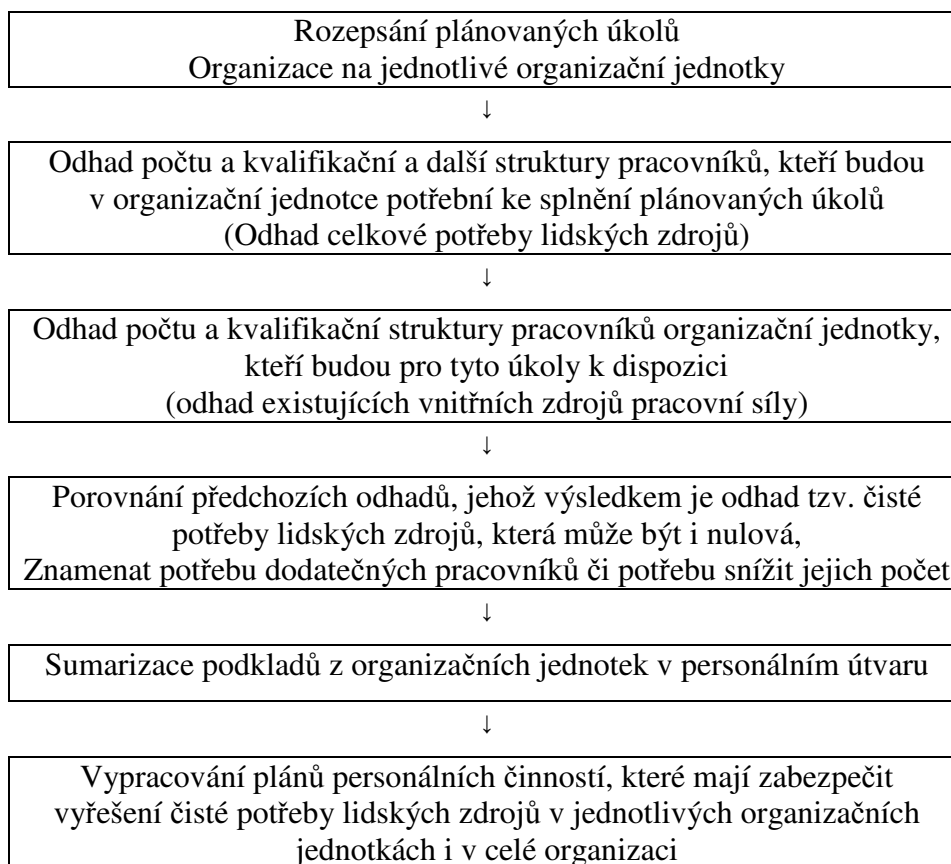 Rozepsání plánovaných úkolů
Organizace na jednotlivé organizační jednotky
↓
Odhad počtu a kvalifikační a další struktury pracovníků, kteří budou
v organizační jednotce potřební ke splnění plánovaných úkolů
(Odhad celkové potřeby lidských zdrojů)
↓
Odhad počtu a kvalifikační struktury pracovníků organizační jednotky,
kteří budou pro tyto úkoly k dispozici
(odhad existujících vnitřních zdrojů pracovní síly)
↓
Porovnání předchozích odhadů, jehož výsledkem je odhad tzv. čisté
potřeby lidských zdrojů, která může být i nulová,
Znamenat potřebu dodatečných pracovníků či potřebu snížit jejich počet
↓
Sumarizace podkladů z organizačních jednotek v personálním útvaru
↓
Vypracování plánů personálních činností, které mají zabezpečit
vyřešení čisté potřeby lidských zdrojů v jednotlivých organizačních
jednotkách i v celé organizaci